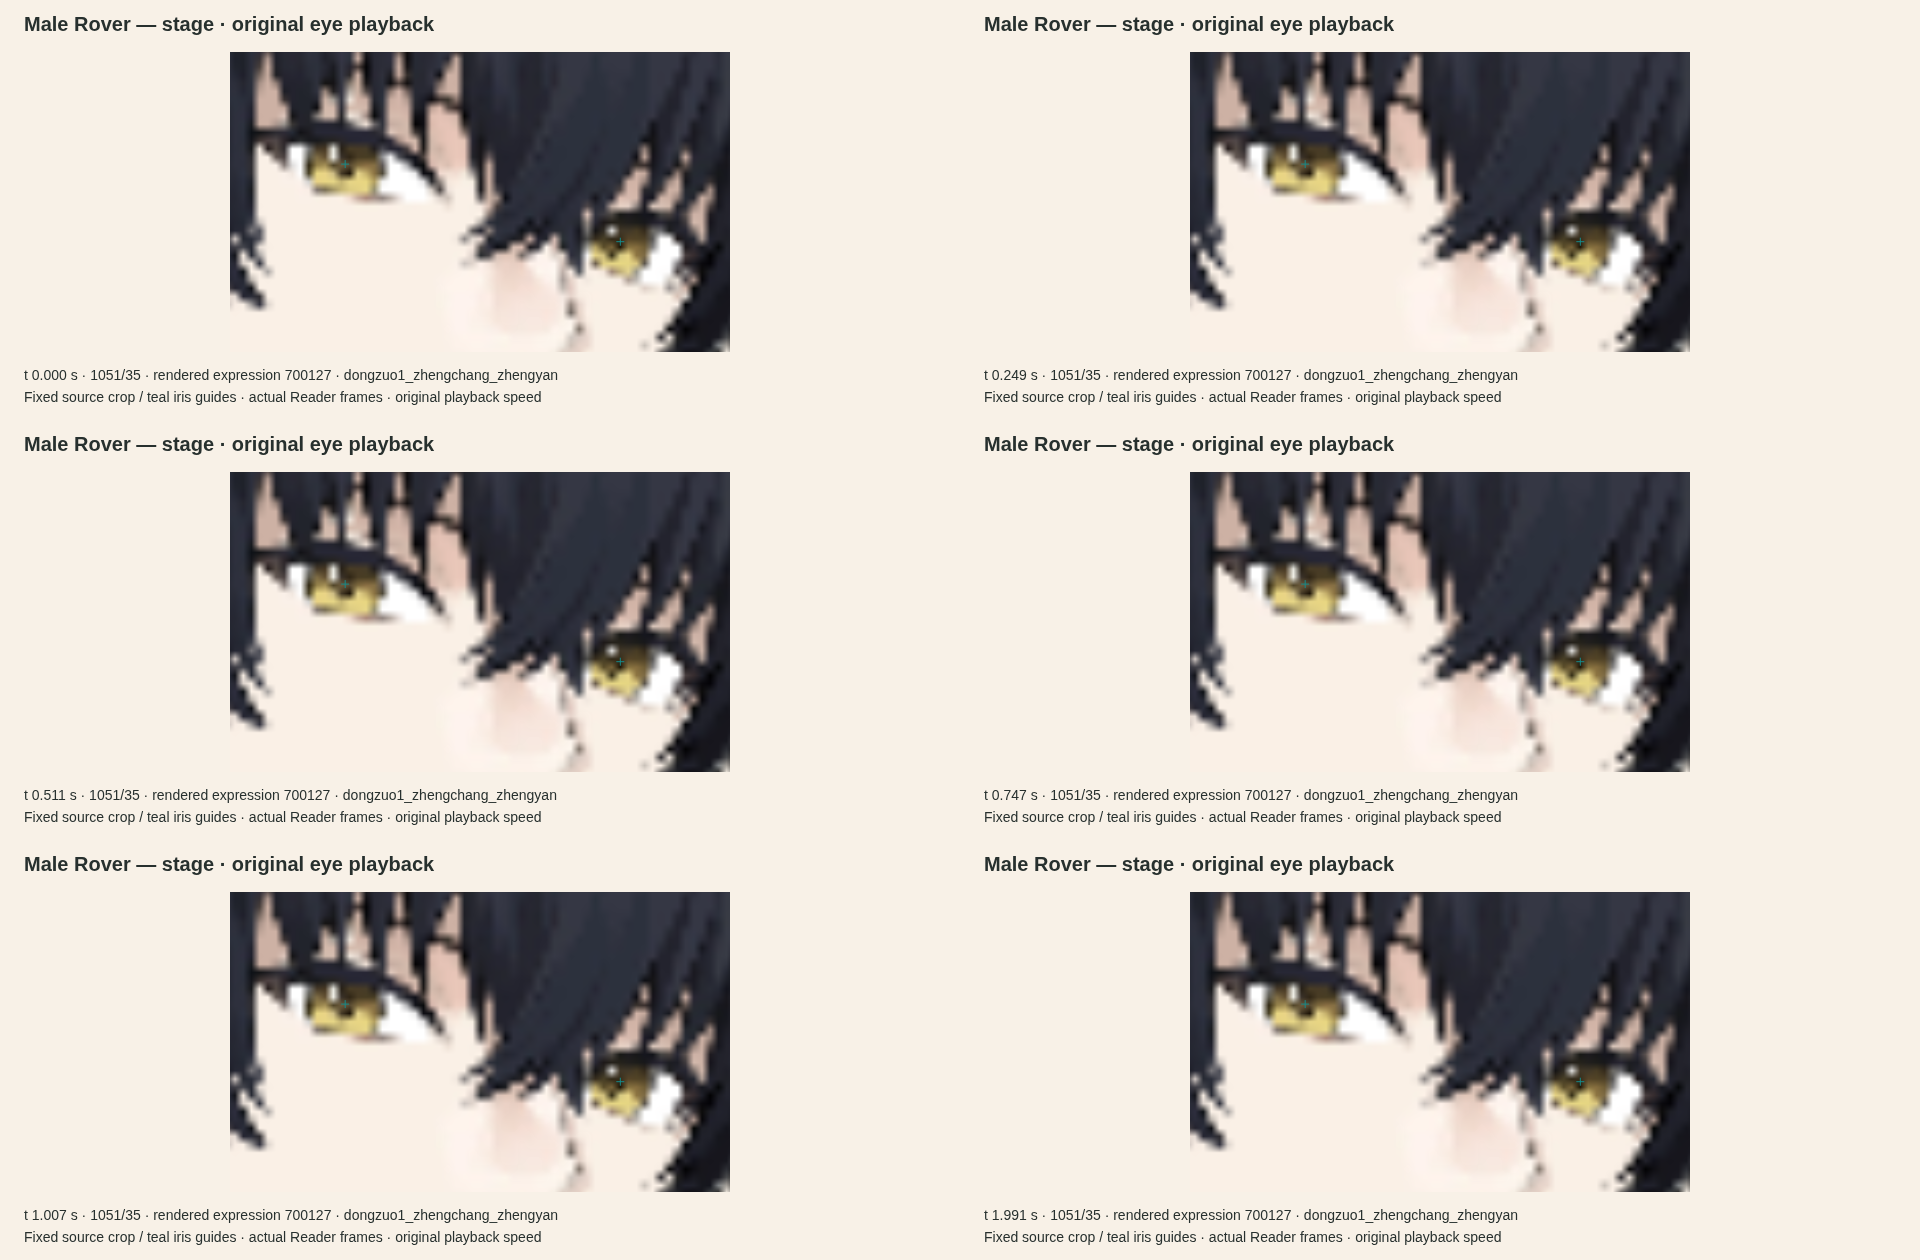 Male Rover — stage · original eye playback
t 0.000 s · 1051/35 · rendered expression 700127 · dongzuo1_zhengchang_zhengyan
Fixed source crop / teal iris guides · actual Reader frames · original playback speed
Male Rover — stage · original eye playback
t 0.249 s · 1051/35 · rendered expression 700127 · dongzuo1_zhengchang_zhengyan
Fixed source crop / teal iris guides · actual Reader frames · original playback speed
Male Rover — stage · original eye playback
t 0.511 s · 1051/35 · rendered expression 700127 · dongzuo1_zhengchang_zhengyan
Fixed source crop / teal iris guides · actual Reader frames · original playback speed
Male Rover — stage · original eye playback
t 0.747 s · 1051/35 · rendered expression 700127 · dongzuo1_zhengchang_zhengyan
Fixed source crop / teal iris guides · actual Reader frames · original playback speed
Male Rover — stage · original eye playback
t 1.007 s · 1051/35 · rendered expression 700127 · dongzuo1_zhengchang_zhengyan
Fixed source crop / teal iris guides · actual Reader frames · original playback speed
Male Rover — stage · original eye playback
t 1.991 s · 1051/35 · rendered expression 700127 · dongzuo1_zhengchang_zhengyan
Fixed source crop / teal iris guides · actual Reader frames · original playback speed